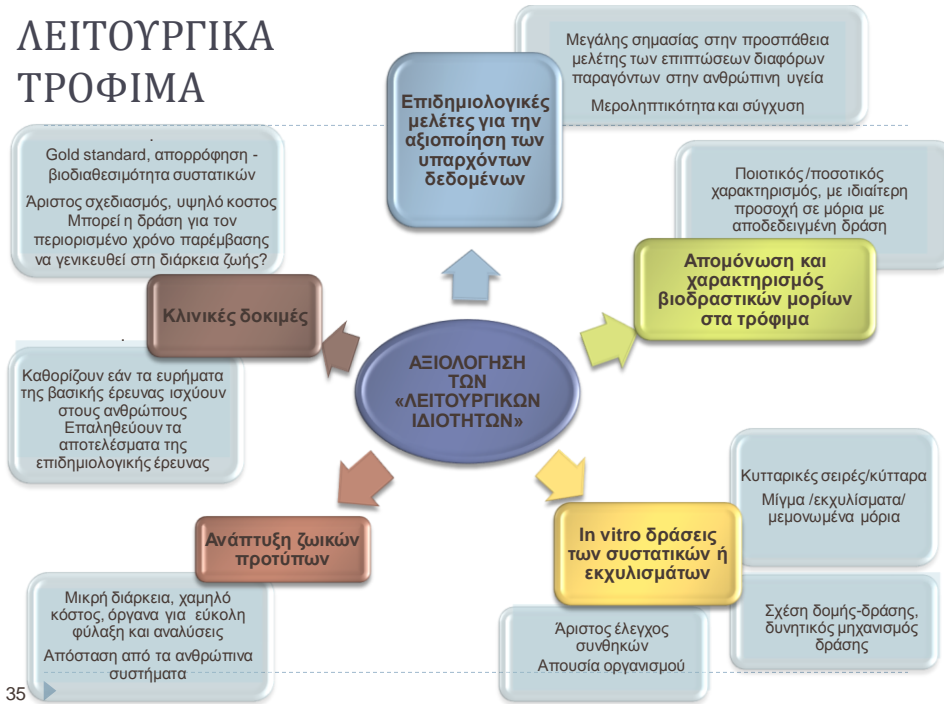 ΛΕΙΤΟΥΡΓΙΚΑ
ΤΡΟΦΙΜΑ
Μεγάλης σημασίας στην προσπάθεια
μελέτης των επιπτώσεων διαφόρων
παραγόντων στην ανθρώπινη υγεία
Μεροληπτικότητα και σύγχυση
Επιδημιολογικές
μελέτες για την
αξιοποίηση των
υπαρχόντων
δεδομένων
.
Gold standard, απορρόφηση -
βιοδιαθεσιμότητα συστατικών
Άριστος σχεδιασμός, υψηλό κοστος
Μπορεί η δράση για τον
περιορισμένο χρόνο παρέμβασης
να γενικευθεί στη διάρκεια ζωής?
Κλινικές δοκιμές
.
Καθορίζουν εάν τα ευρήματα
της βασικής έρευνας ισχύουν
στους ανθρώπους
Επαληθεύουν τα
αποτελέσματα της
επιδημιολογικής έρευνας
Ποιοτικός/ποσοτικός
χαρακτηρισμός, με ιδιαίτερη
προσοχή σε μόρια με
αποδεδειγμένη δράση
Απομόνωση και
χαρακτηρισμός
βιοδραστικών μορίων
στα τρόφιμα
ΑΞΙΟΛΟΓΗΣΗ
ΤΩΝ
«ΛΕΙΤΟΥΡΓΙΚΩΝ
ΙΔΙΟΤΗΤΩΝ»
Ανάπτυξη ζωικών
προτύπων
Μικρή διάρκεια, χαμηλό
κόστος, όργανα για εύκολη
φύλαξη και αναλύσεις
Απόσταση από τα ανθρώπινα
συστήματα
In vitro δράσεις
των συστατικών ή
εκχυλισμάτων
Κυτταρικές σειρές/κύτταρα
Μίγμα /εκχυλίσματα/
μεμονωμένα μόρια
Σχέση δομής-δράσης,
δυνητικός μηχανισμός
δράσης
Άριστος έλεγχος
συνθηκών
Απουσία οργανισμού
35